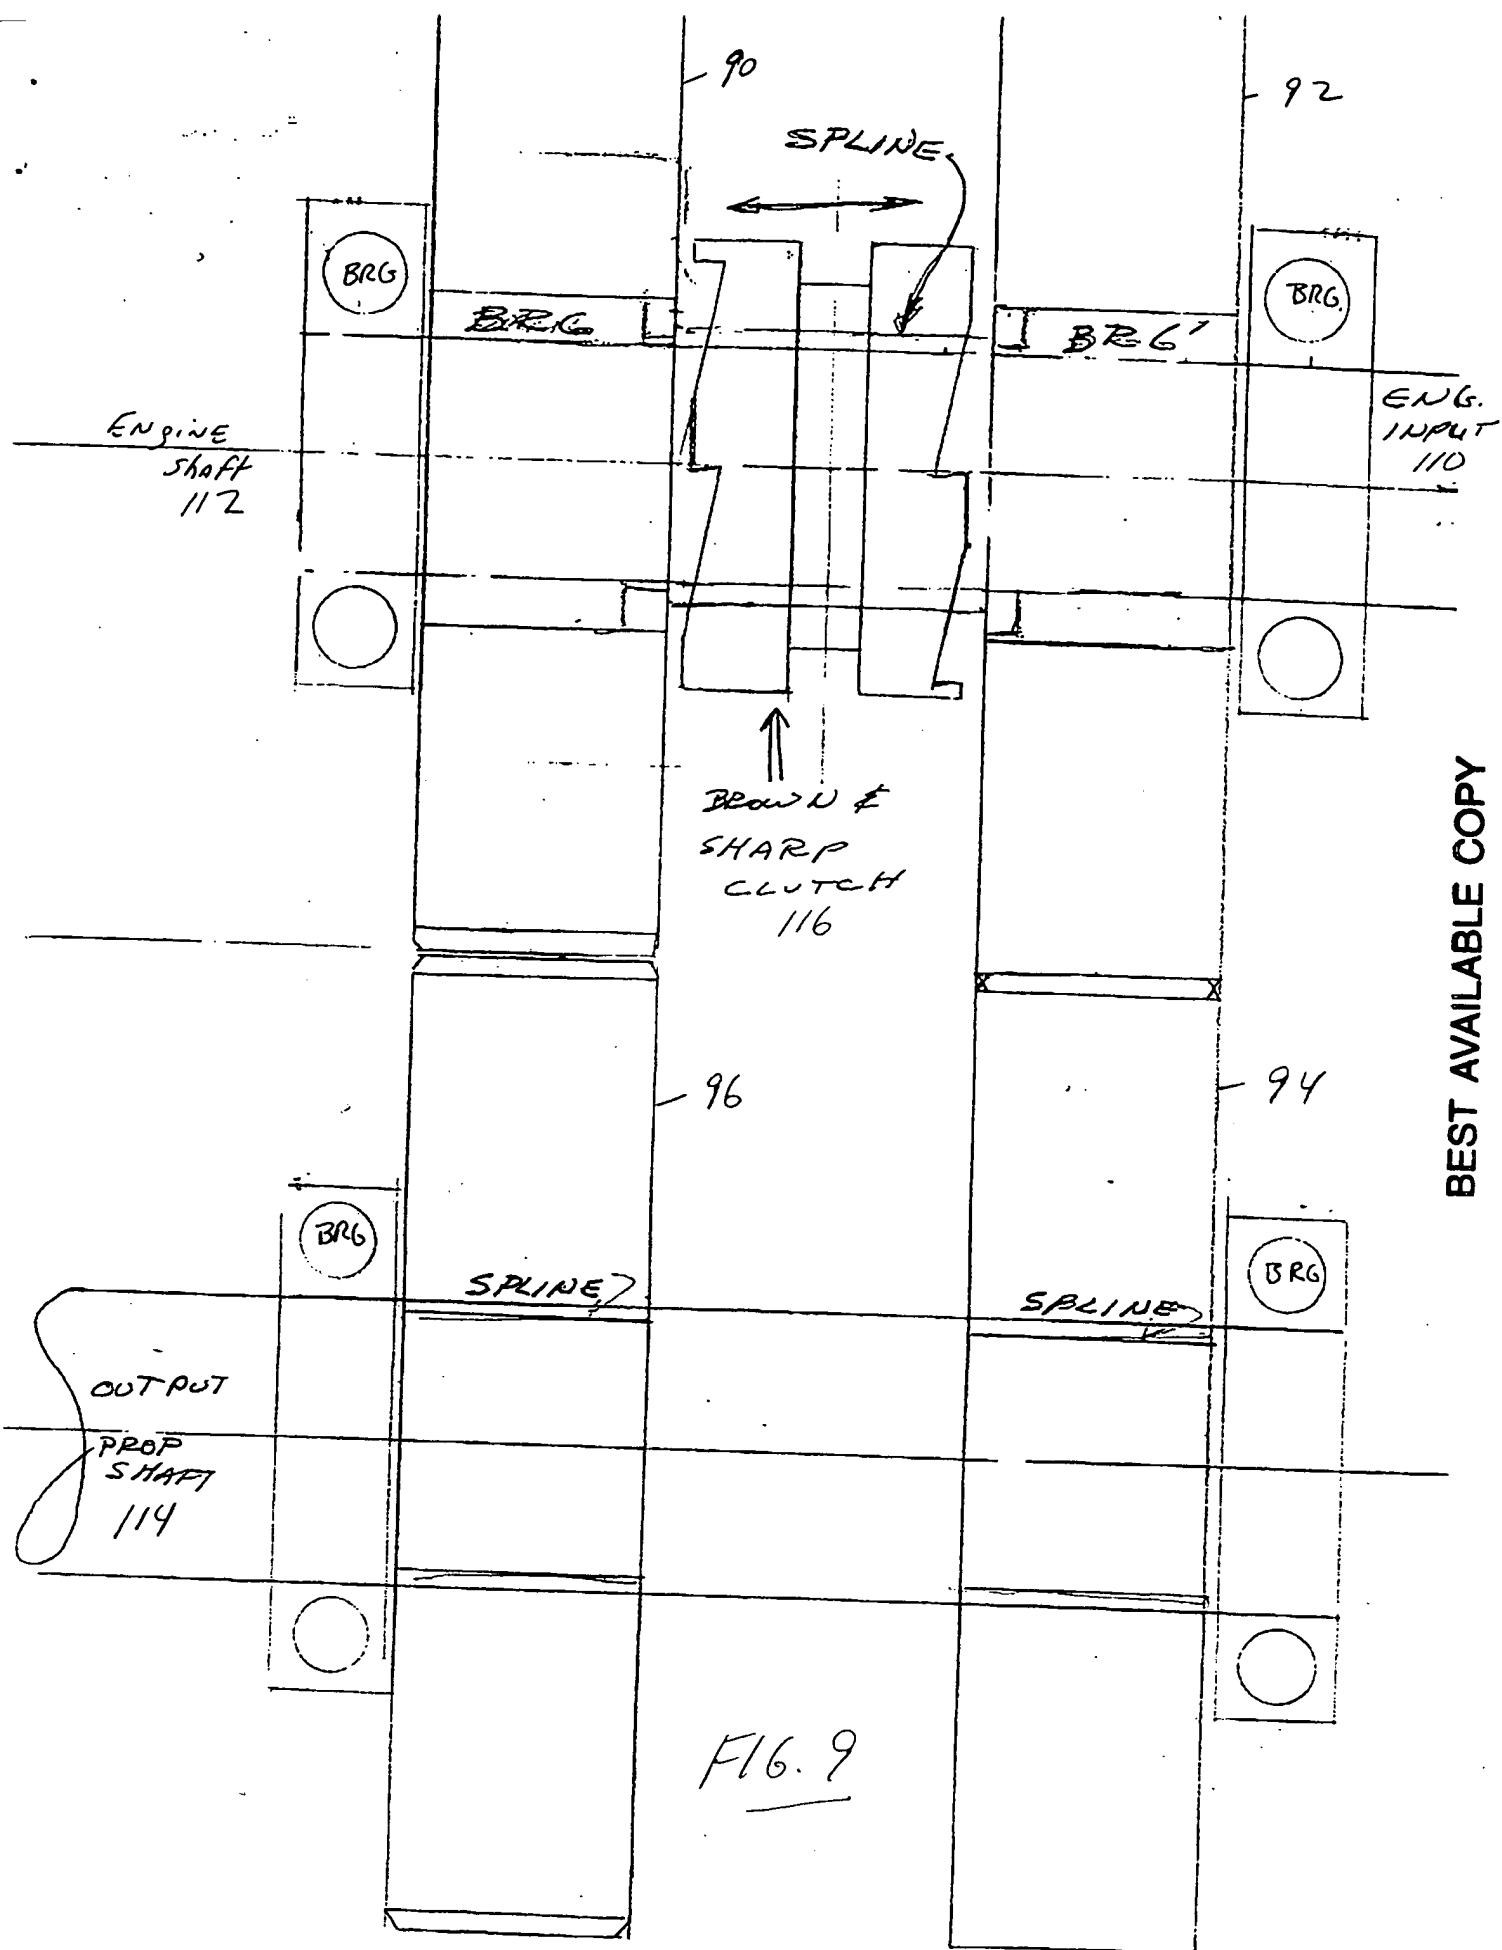 90
92
SPLINE
BRG
BRG
BRG
BRG
ENGINE
Shaft
112
ENG.
INPUT
110
BROWN &
SHARP
CLUTCH
116
BEST AVAILABLE COPY
96
94
BRG
BRG
SPLINE
SPLINE
OUTPUT
PROP
SHAFT
114
FIG. 9